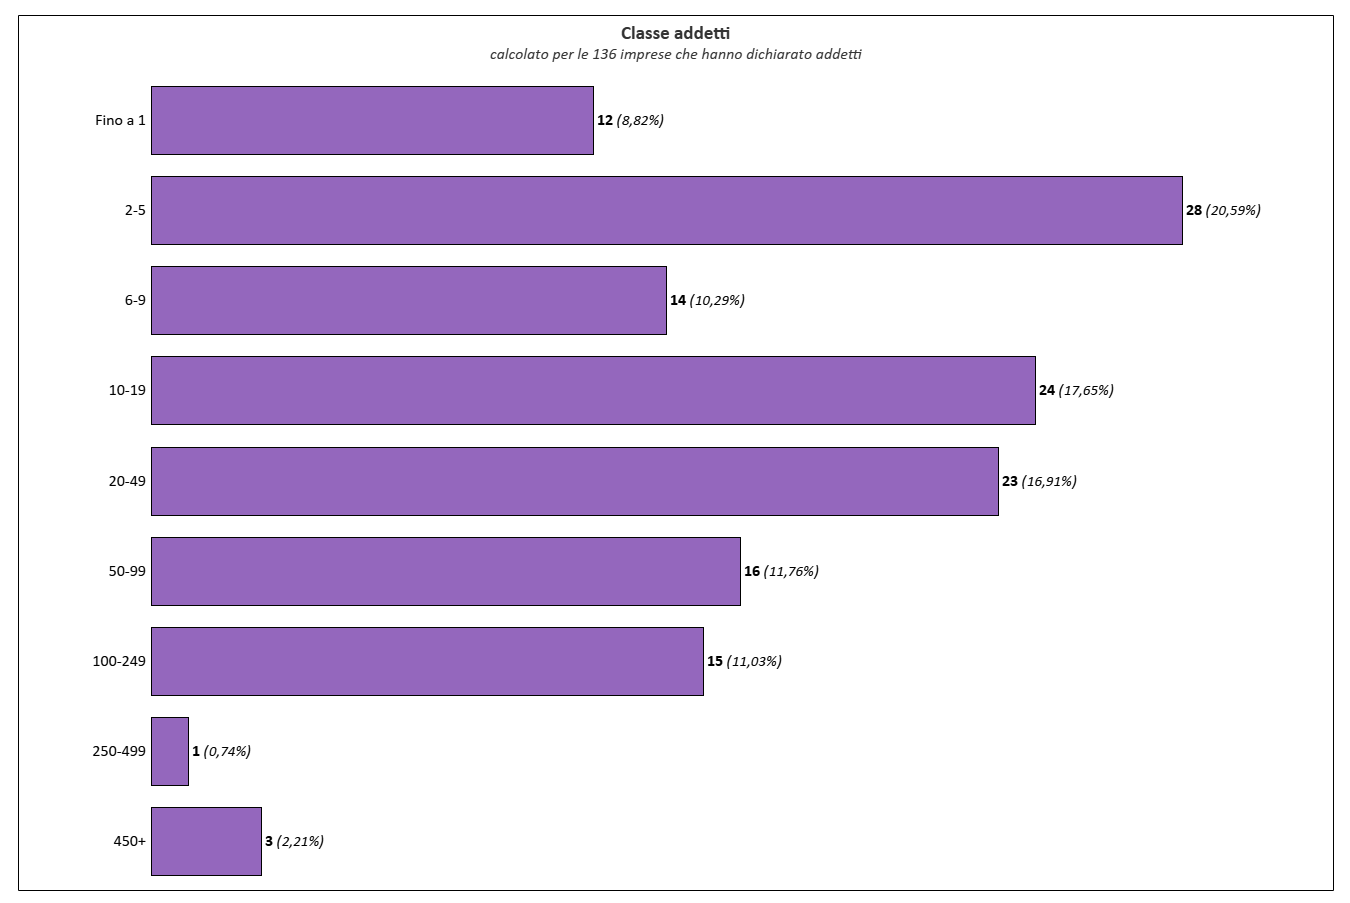 Classe addetti
calcolato per le 136 imprese che hanno dichiarato addetti
Fino a 1 12 (8,82%)
2-5 28 (20,59%)
6-9 14 (10,29%)
10-19 24 (17,65%)
20-49 23 (16,91%)
50-99 16 (11,76%)
100-249 15 (11,03%)
250-499 1 (0,74%)
450+ 3 (2,21%)